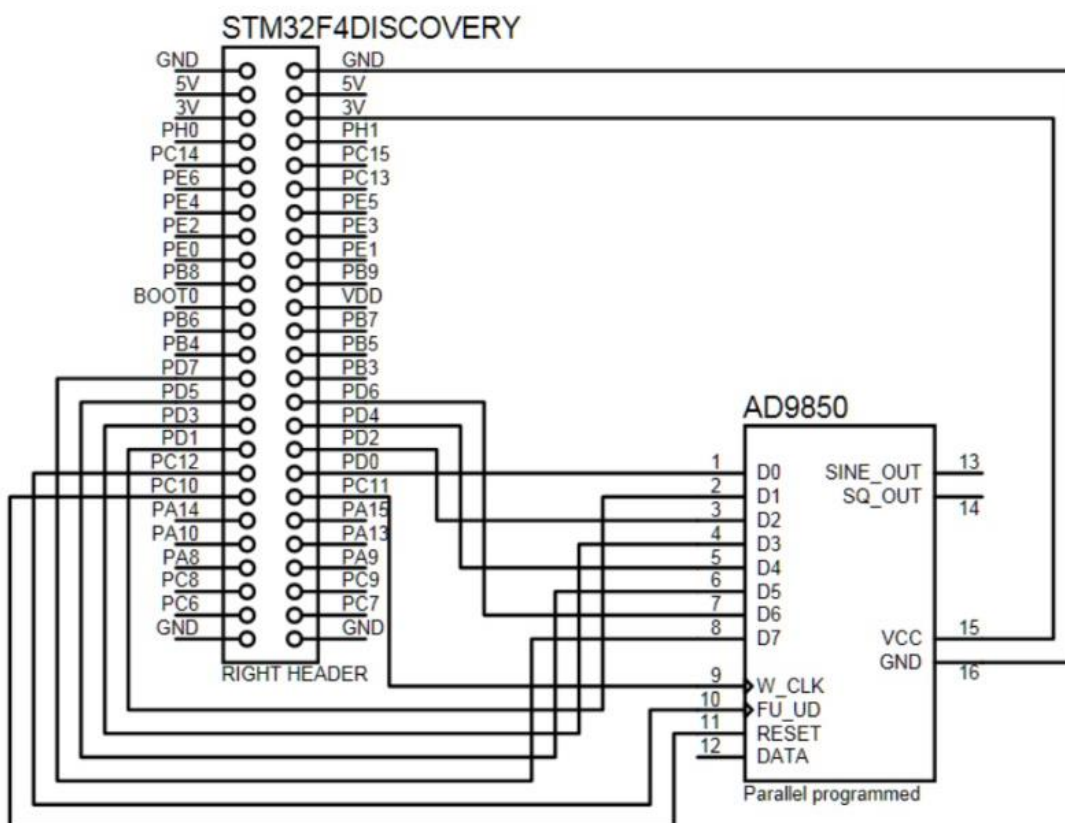 STM32F4DISCOVERY
GND GND
5V 5V
3V 3V
PH0 PH1
PC14 PC15
PE6 PC13
PE4 PE5
PE2 PE3
PE0 PE1
PB8 PB9
BOOT0 VDD
PB6 PB7
PB4 PB5
PD7 PB3
PD5 PD6
PD3 PD4
PD1 PD2
PC12 PD0
PC10 PC11
PA14 PA15
PA10 PA13
PA8 PA9
PC8 PC9
PC6 PC7
GND GND
RIGHT HEADER
AD9850
1 D0 SINE_OUT 13
2 D1 SQ_OUT 14
3 D2
4 D3
5 D4
6 D5
7 D6
8 D7 VCC 15
GND 16
9 W_CLK
10 FU_UD
11 RESET
12 DATA
Parallel programmed